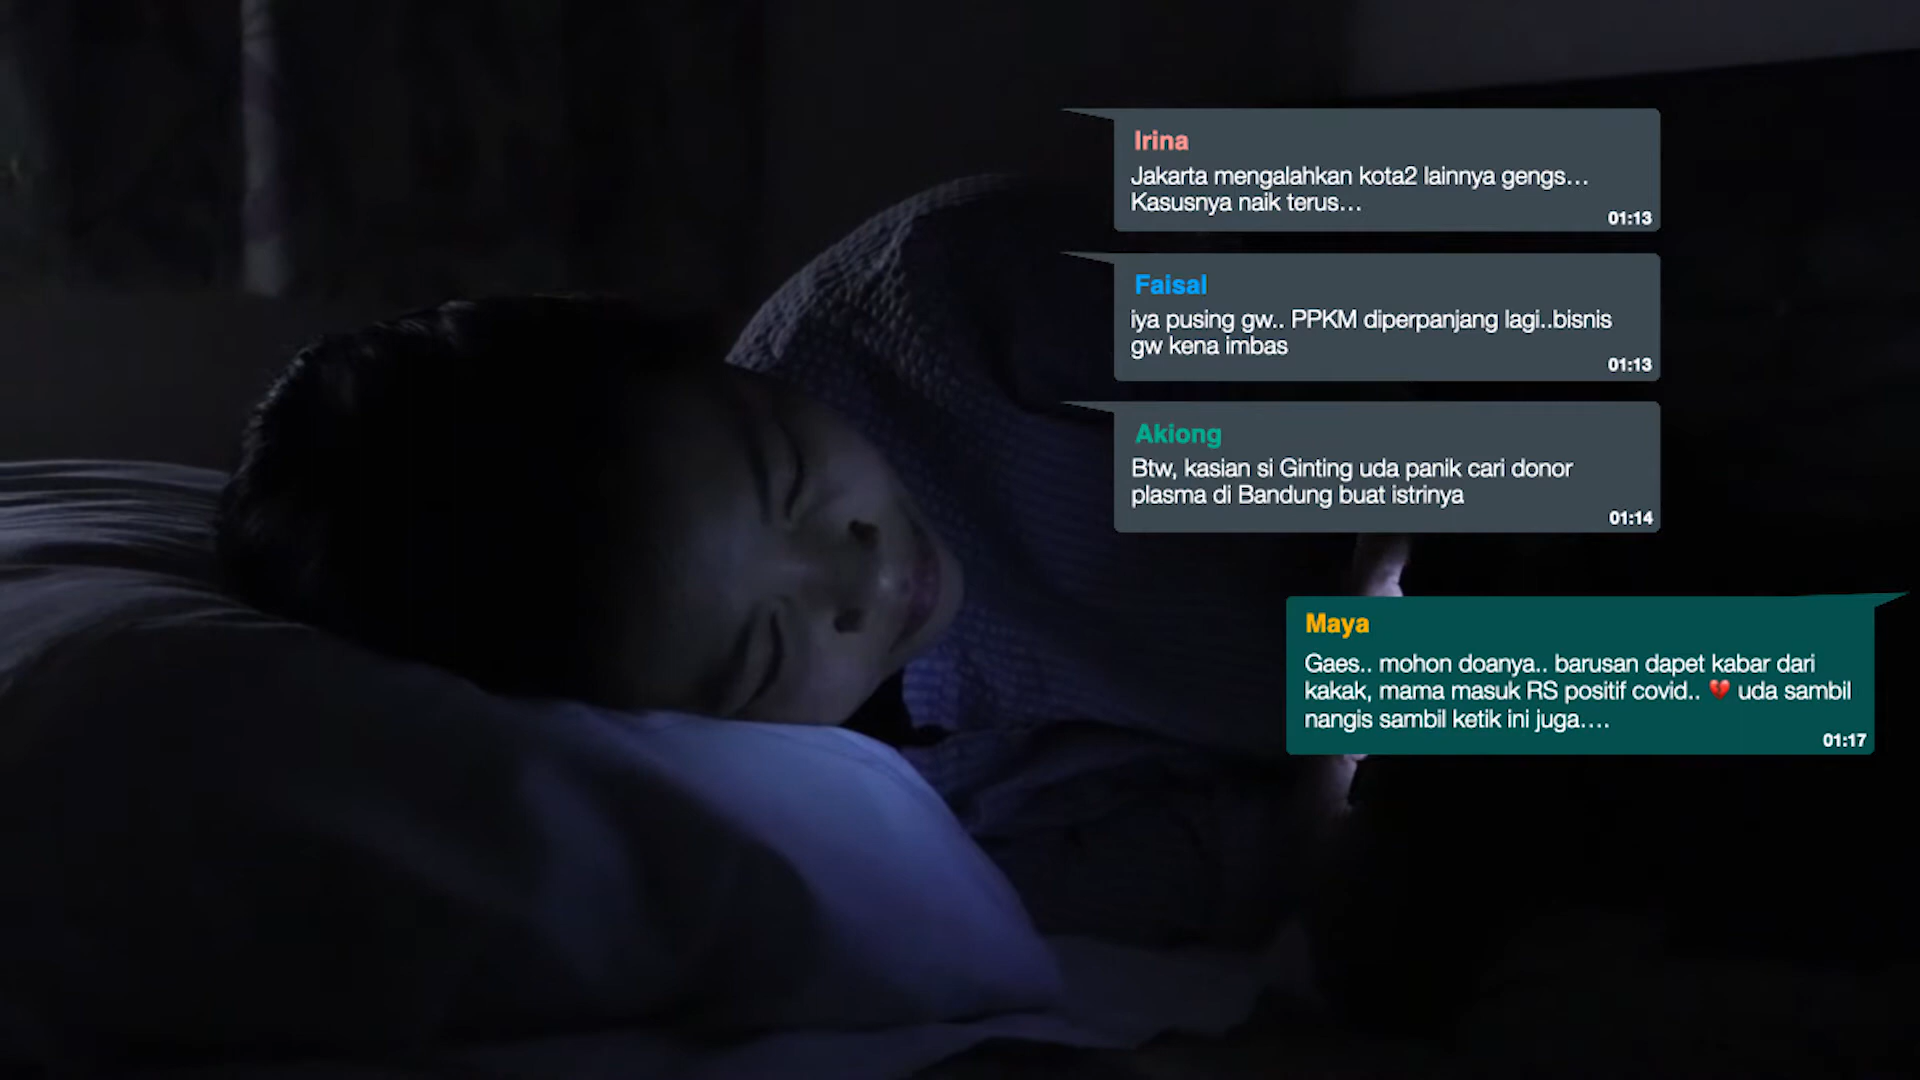 Irina
Jakarta mengalahkan kota2 lainnya gengs...
Kasusnya naik terus...
01:13
Faisal
iya pusing gw.. PPKM diperpanjang lagi..bisnis
gw kena imbas
01:13
Akiong
Btw, kasian si Ginting uda panik cari donor
plasma di Bandung buat istrinya
01:14
Maya
Gaes.. mohon doanya.. barusan dapet kabar dari
kakak, mama masuk RS positif covid.. 💔 uda sambil
nangis sambil ketik ini juga....
01:17